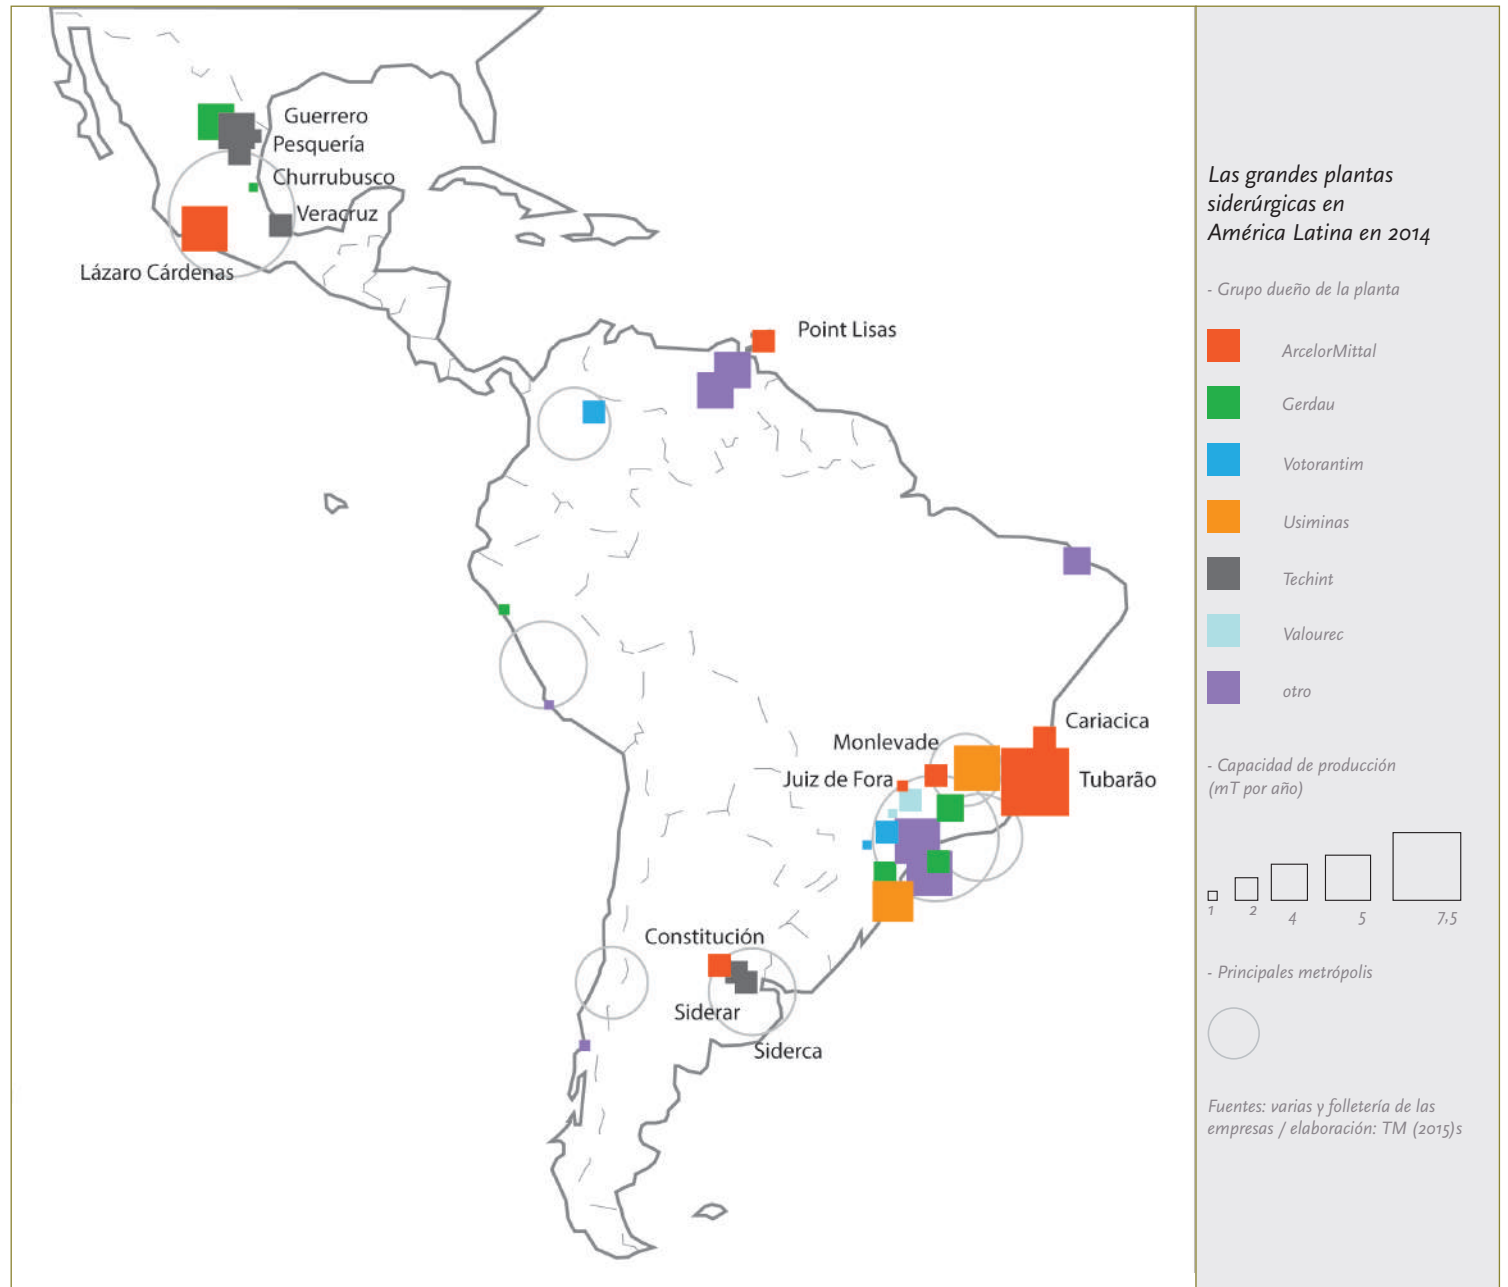 Guerrero
Pesquería
Churrubusco
Veracruz
Lázaro Cárdenas
Point Lisas
Cariacica
Monlevade
Juiz de Fora
Tubarão
Constitución
Siderar
Siderca
Las grandes plantas
siderúrgicas en
América Latina en 2014
- Grupo dueño de la planta
ArcelorMittal
Gerdau
Votorantim
Usiminas
Techint
Valourec
otro
- Capacidad de producción
(mT por año)
1 2 4 5 7,5
- Principales metrópolis
Fuentes: varias y folletería de las
empresas / elaboración: TM (2015)s